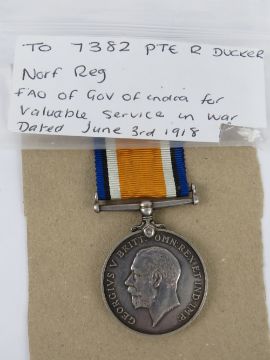 TO 7382 PTE R DUCKER
Norf Reg
FAO of Gov of india for
valuable service in war
Dated June 3rd 1918
GEORGIVS V BRITT: OMN: REX ET IND: IMP: